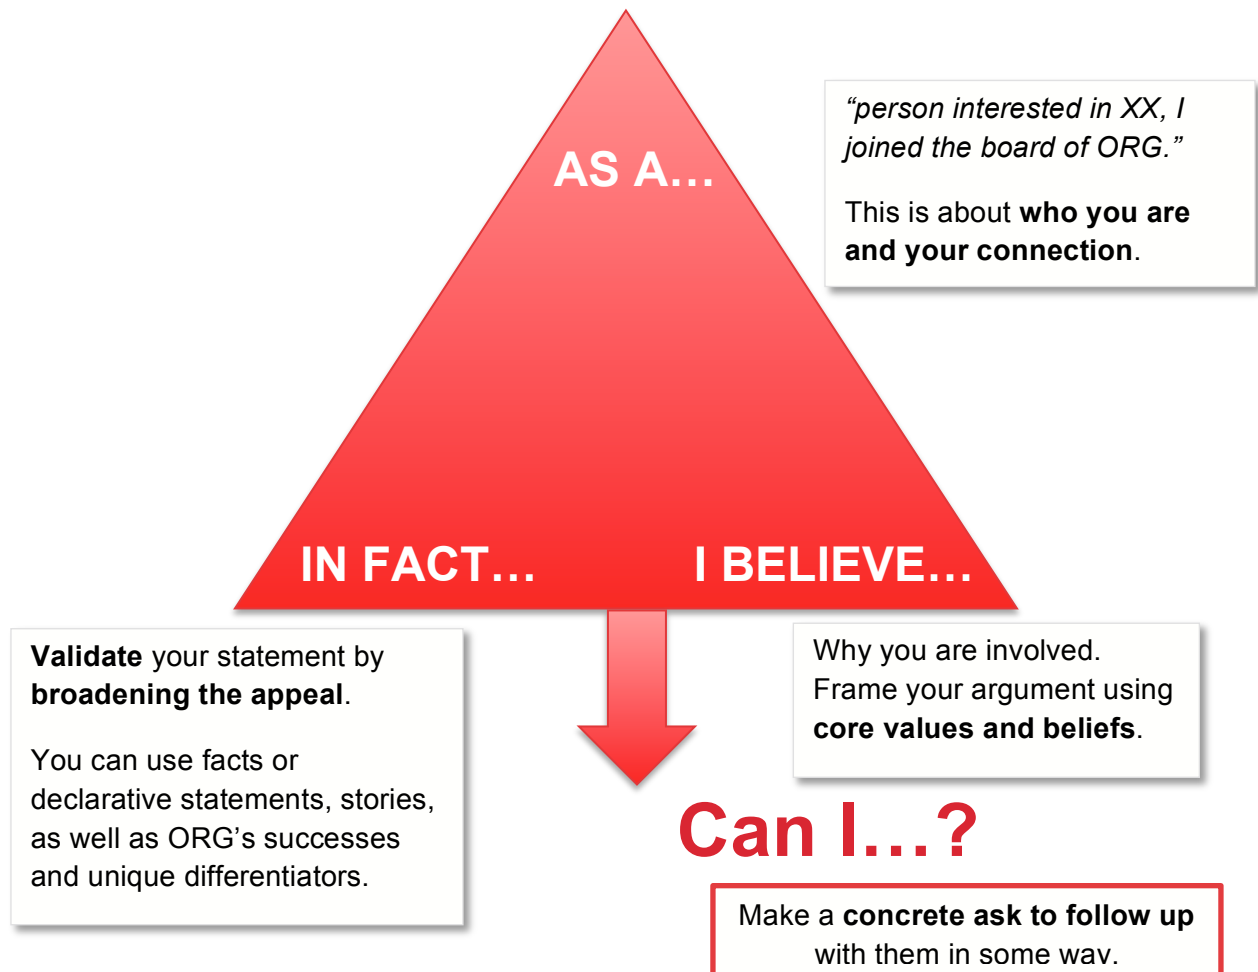 AS A…
“person interested in XX, I
joined the board of ORG.”
This is about who you are
and your connection.
IN FACT…
I BELIEVE…
Validate your statement by
broadening the appeal.
You can use facts or
declarative statements, stories,
as well as ORG’s successes
and unique differentiators.
Why you are involved.
Frame your argument using
core values and beliefs.
Can I…?
Make a concrete ask to follow up
with them in some way.